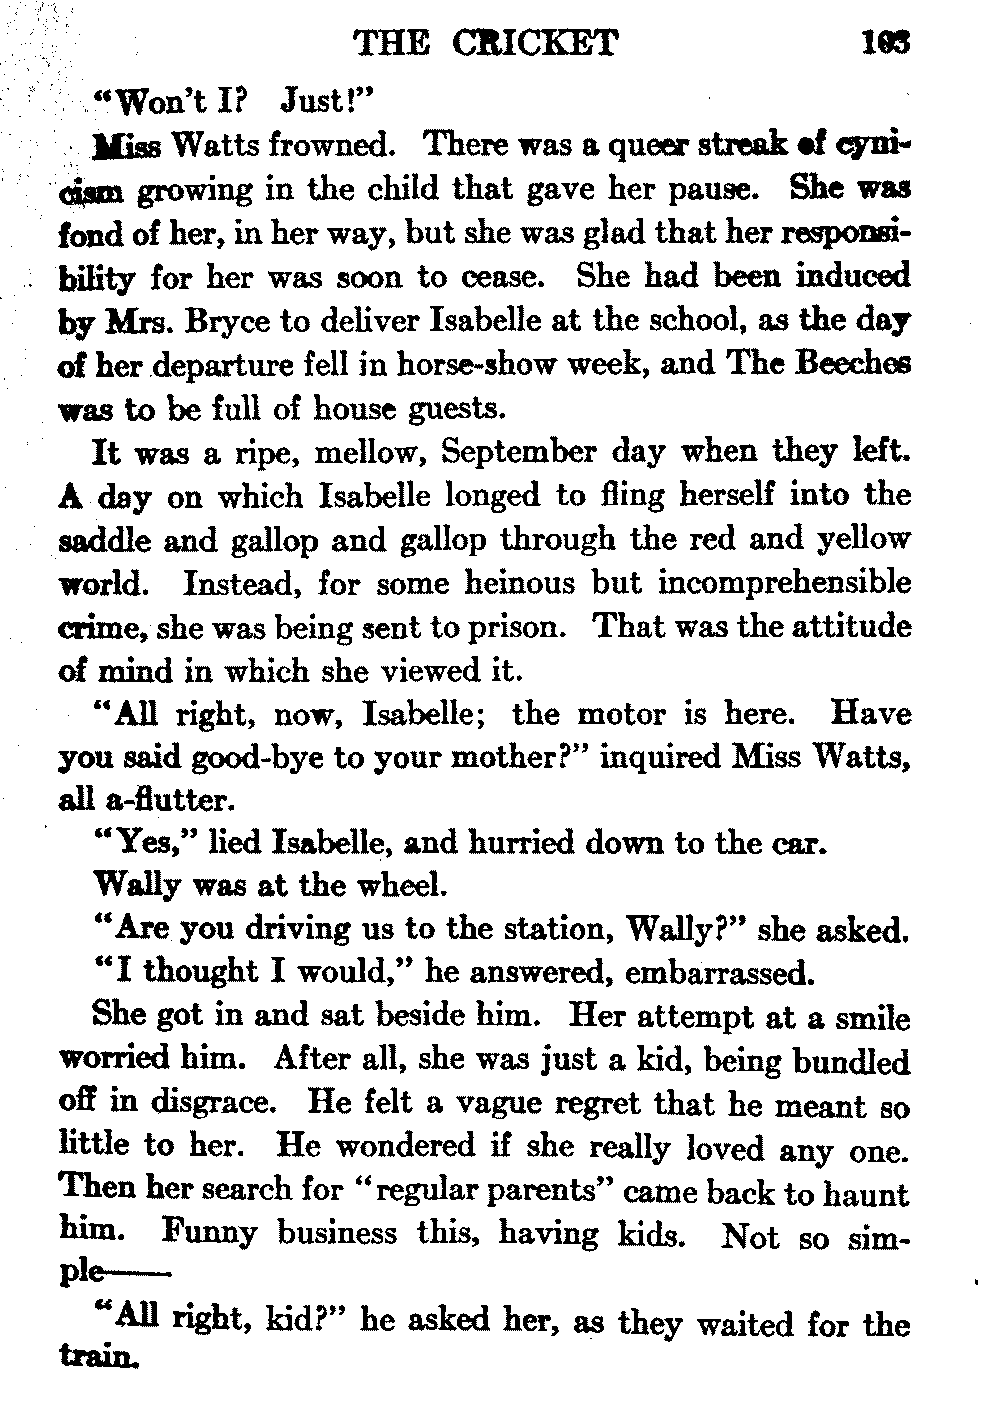 THE CRICKET 103
"Won't I? Just!"
Miss Watts frowned. There was a queer streak of cyni-
cism growing in the child that gave her pause. She was
fond of her, in her way, but she was glad that her responsi-
bility for her was soon to cease. She had been induced
by Mrs. Bryce to deliver Isabelle at the school, as the day
of her departure fell in horse-show week, and The Beeches
was to be full of house guests.
It was a ripe, mellow, September day when they left.
A day on which Isabelle longed to fling herself into the
saddle and gallop and gallop through the red and yellow
world. Instead, for some heinous but incomprehensible
crime, she was being sent to prison. That was the attitude
of mind in which she viewed it.
"All right, now, Isabelle; the motor is here. Have
you said good-bye to your mother?" inquired Miss Watts,
all a-flutter.
"Yes," lied Isabelle, and hurried down to the car.
Wally was at the wheel.
"Are you driving us to the station, Wally?" she asked.
"I thought I would," he answered, embarrassed.
She got in and sat beside him. Her attempt at a smile
worried him. After all, she was just a kid, being bundled
off in disgrace. He felt a vague regret that he meant so
little to her. He wondered if she really loved any one.
Then her search for "regular parents" came back to haunt
him. Funny business this, having kids. Not so sim-
ple——
"All right, kid?" he asked her, as they waited for the
train.